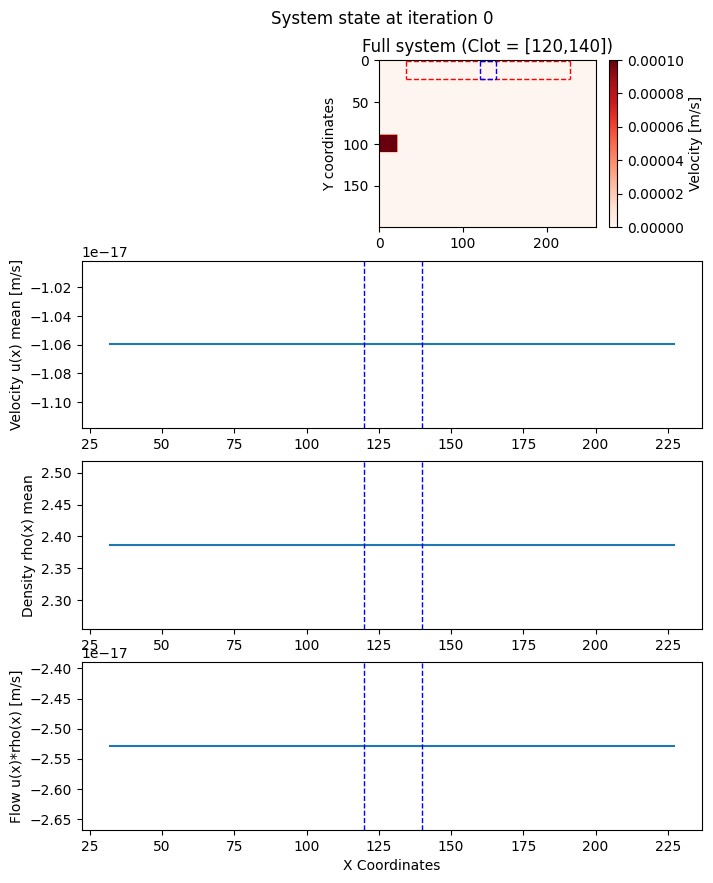 System state at iteration 0
Full system (Clot = [120,140])
0
50
100
150
Y coordinates
0 100 200
0.00010
0.00008
0.00006
0.00004
0.00002
0.00000
Velocity [m/s]
1e−17
−1.02
−1.04
−1.06
−1.08
−1.10
Velocity u(x) mean [m/s]
25 50 75 100 125 150 175 200 225
2.50
2.45
2.40
2.35
2.30
Density rho(x) mean
25 50 75 100 125 150 175 200 225
1e−17
−2.40
−2.45
−2.50
−2.55
−2.60
−2.65
Flow u(x)*rho(x) [m/s]
25 50 75 100 125 150 175 200 225
X Coordinates